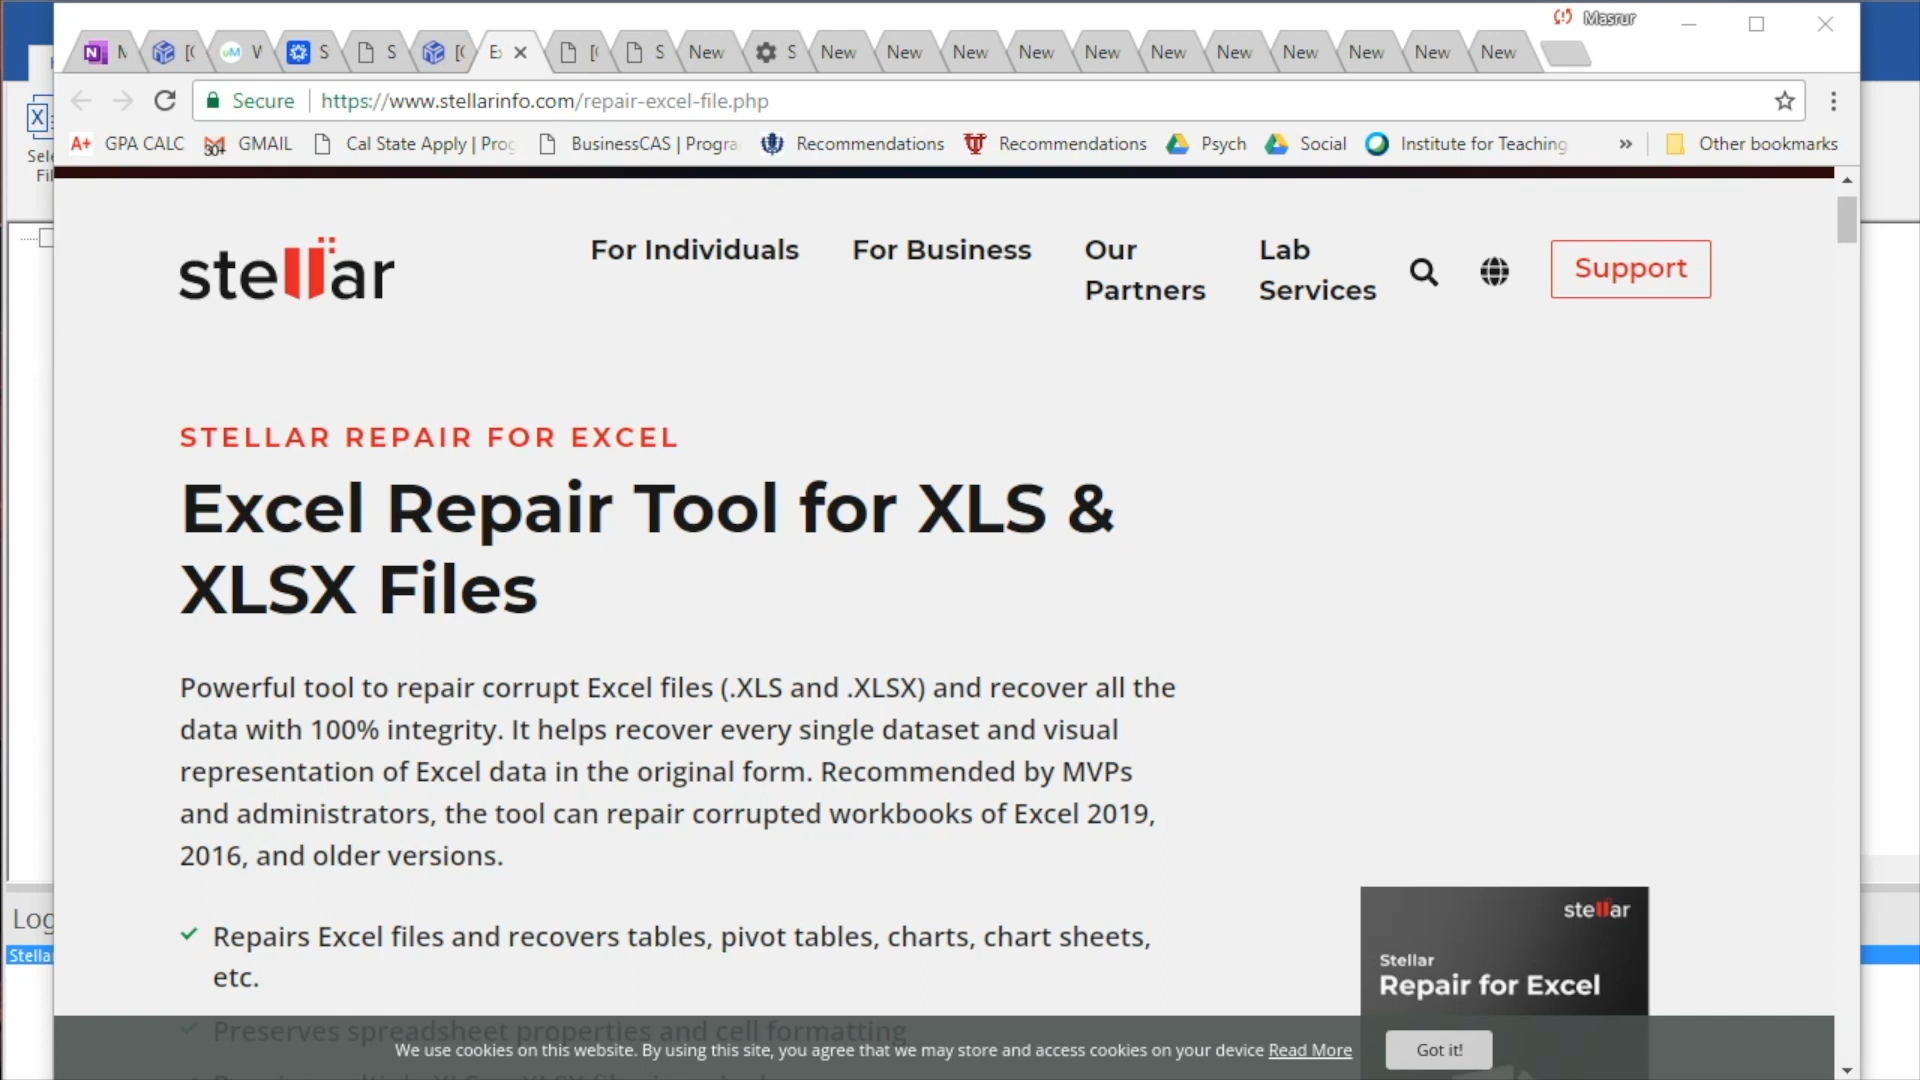 Masrur
N
[(
V
S
S
[(
E
[(
S
New
S
New
New
New
New
New
New
New
New
New
New
New
Secure
https://www.stellarinfo.com/repair-excel-file.php
A+ GPA CALC
30+ GMAIL
Cal State Apply | Prog
BusinessCAS | Progra
Recommendations
Recommendations
Psych
Social
Institute for Teaching
»
Other bookmarks
Sele
Fil
stellar
For Individuals
For Business
Our
Partners
Lab
Services
Support
STELLAR REPAIR FOR EXCEL
Excel Repair Tool for XLS &
XLSX Files
Powerful tool to repair corrupt Excel files (.XLS and .XLSX) and recover all the
data with 100% integrity. It helps recover every single dataset and visual
representation of Excel data in the original form. Recommended by MVPs
and administrators, the tool can repair corrupted workbooks of Excel 2019,
2016, and older versions.
Repairs Excel files and recovers tables, pivot tables, charts, chart sheets,
etc.
Preserves spreadsheet properties and cell formatting
stellar
Stellar
Repair for Excel
Log
Stella
We use cookies on this website. By using this site, you agree that we may store and access cookies on your device Read More
Got it!